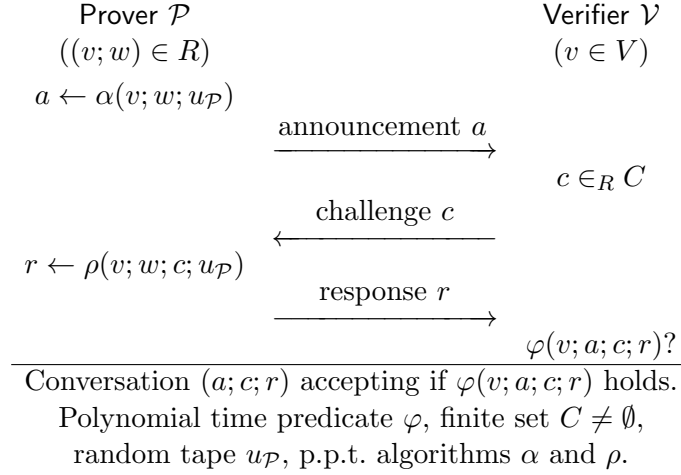 Prover 𝒫 Verifier 𝒱
((v; w) ∈ R) (v ∈ V)
a ← α(v; w; u_𝒫)
announcement a
c ∈_R C
challenge c
r ← ρ(v; w; c; u_𝒫)
response r
φ(v; a; c; r)?
Conversation (a; c; r) accepting if φ(v; a; c; r) holds.
Polynomial time predicate φ, finite set C ≠ ∅,
random tape u_𝒫, p.p.t. algorithms α and ρ.